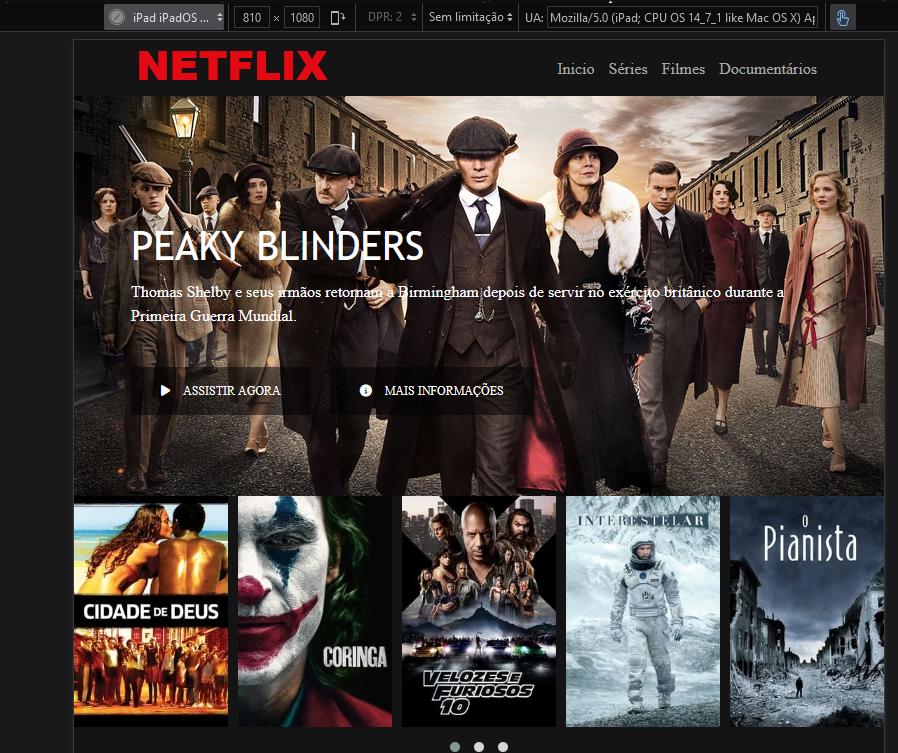 iPad iPadOS ...
810 × 1080
DPR: 2
Sem limitação
UA: Mozilla/5.0 (iPad; CPU OS 14_7_1 like Mac OS X) Ap
NETFLIX
Inicio Séries Filmes Documentários
PEAKY BLINDERS
Thomas Shelby e seus irmãos retornam a Birmingham depois de servir no exército britânico durante a
Primeira Guerra Mundial.
ASSISTIR AGORA MAIS INFORMAÇÕES
CIDADE DE DEUS
CORINGA
VELOZES E
FURIOSOS
10
INTERESTELAR
O
Pianista